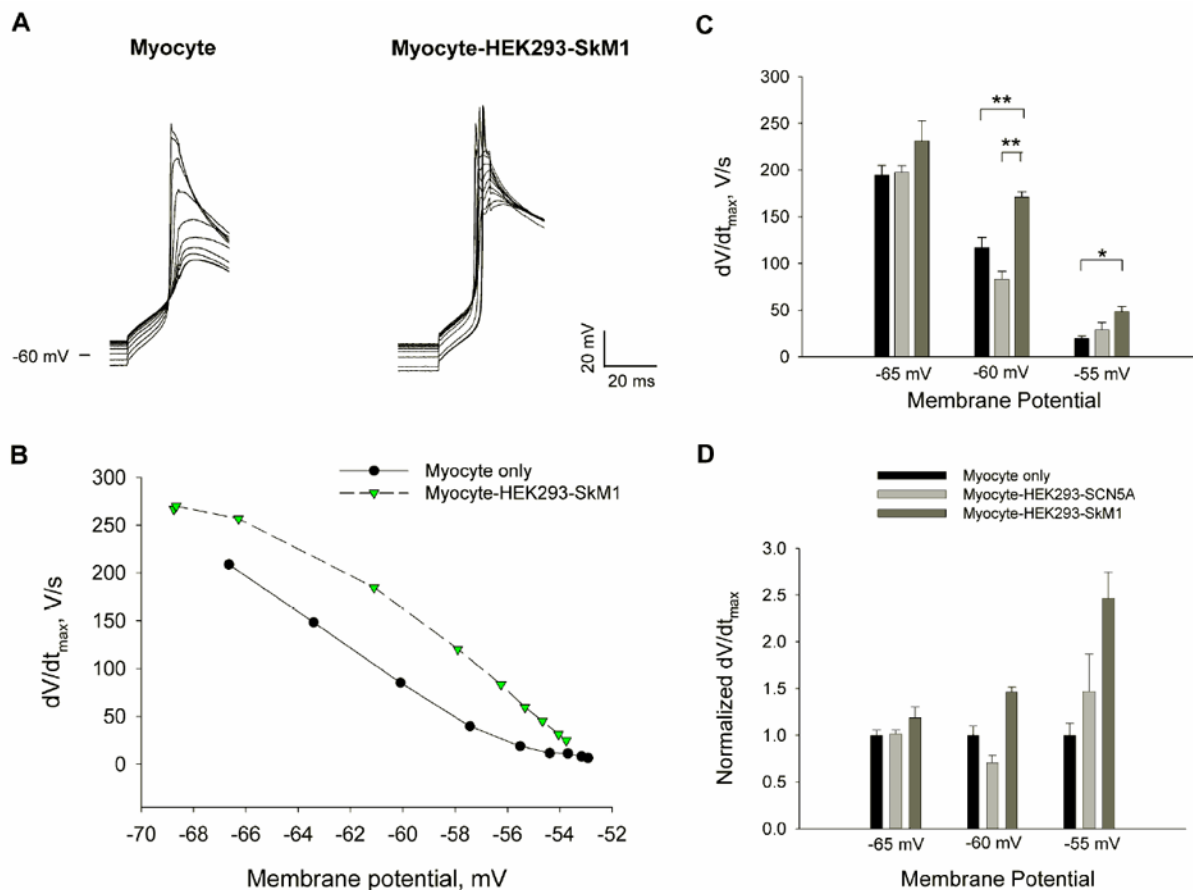 A
Myocyte
Myocyte-HEK293-SkM1
-60 mV
20 mV
20 ms
B
Myocyte only
Myocyte-HEK293-SkM1
300
250
200
150
100
50
0
dV/dtmax, V/s
-70 -68 -66 -64 -62 -60 -58 -56 -54 -52
Membrane potential, mV
C
300
250
200
150
100
50
0
dV/dtmax, V/s
**
**
*
-65 mV -60 mV -55 mV
Membrane Potential
D
Myocyte only
Myocyte-HEK293-SCN5A
Myocyte-HEK293-SkM1
3.0
2.5
2.0
1.5
1.0
0.5
0.0
Normalized dV/dtmax
-65 mV -60 mV -55 mV
Membrane Potential